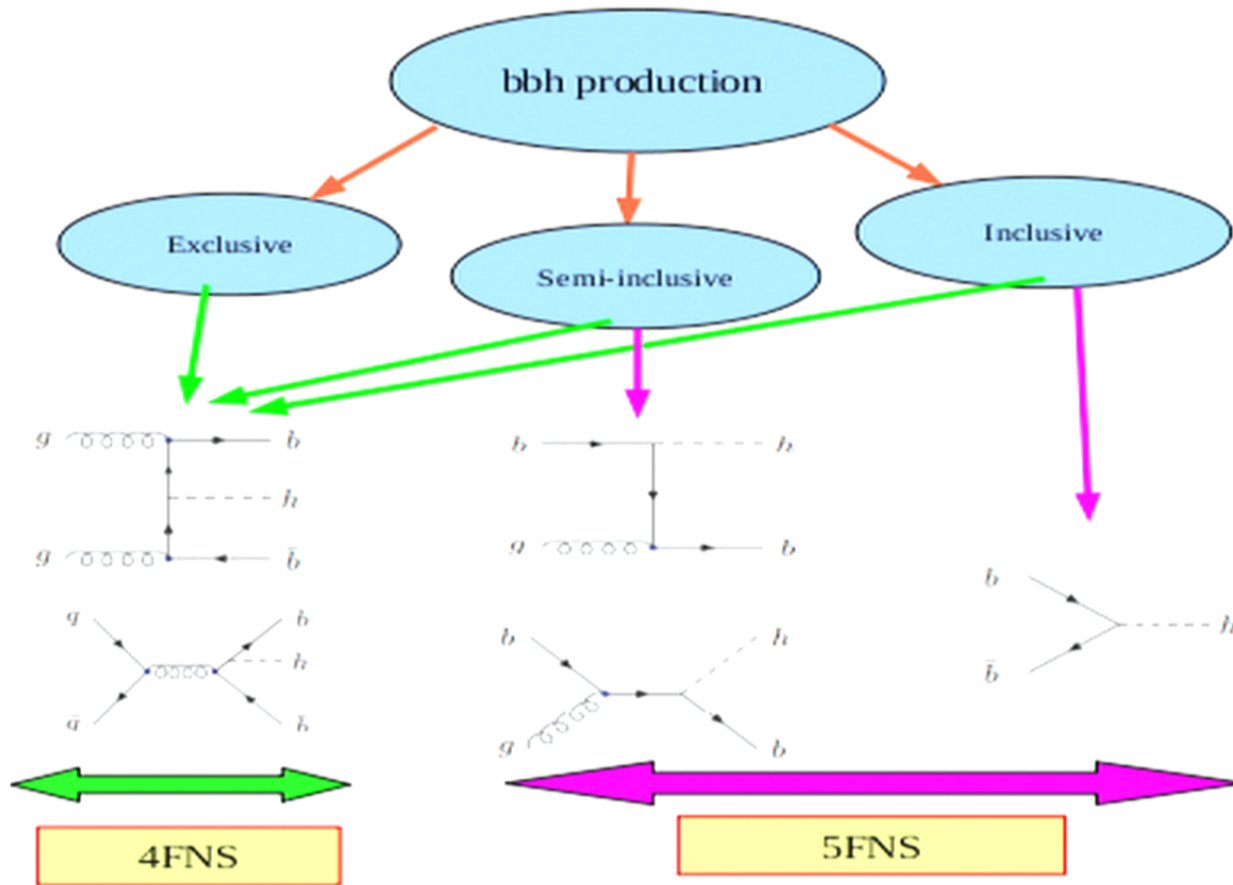 bbh production
Exclusive
Semi-inclusive
Inclusive
g
b
h
g
b̄
b
h
g
b
q
b
h
q̄
b̄
b
h
g
b
b
h
b̄
4FNS
5FNS